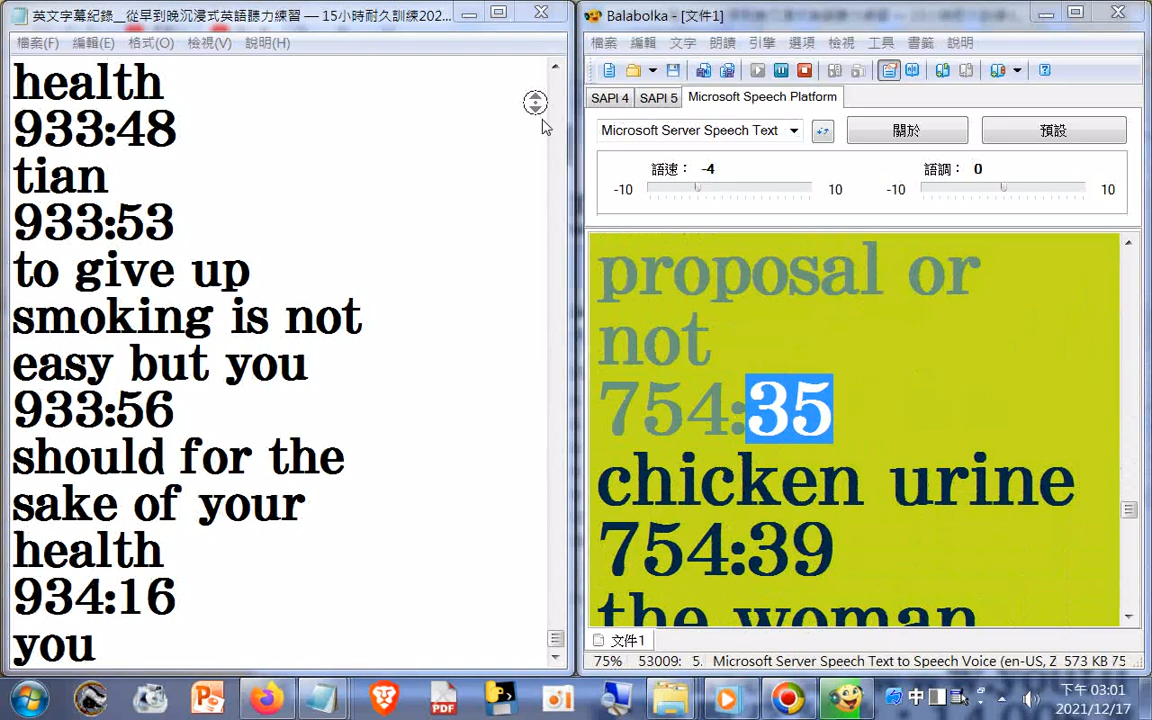 英文字幕紀錄__從早到晚沉浸式英語聽力練習 — 15小時耐久訓練202...
檔案(F) 編輯(E) 格式(O) 檢視(V) 說明(H)
health
933:48
tian
933:53
to give up
smoking is not
easy but you
933:56
should for the
sake of your
health
934:16
you
Balabolka - [文件1]
檔案 編輯 文字 朗讀 引擎 選項 檢視 工具 書籤 說明
SAPI 4 SAPI 5 Microsoft Speech Platform
Microsoft Server Speech Text 關於 預設
語速： -4 語調： 0
-10 10 -10 10
proposal or
not
754:35
chicken urine
754:39
the woman
文件1
75% 53009: 5. Microsoft Server Speech Text to Speech Voice (en-US, Z 573 KB 75
中 下午 03:01
2021/12/17